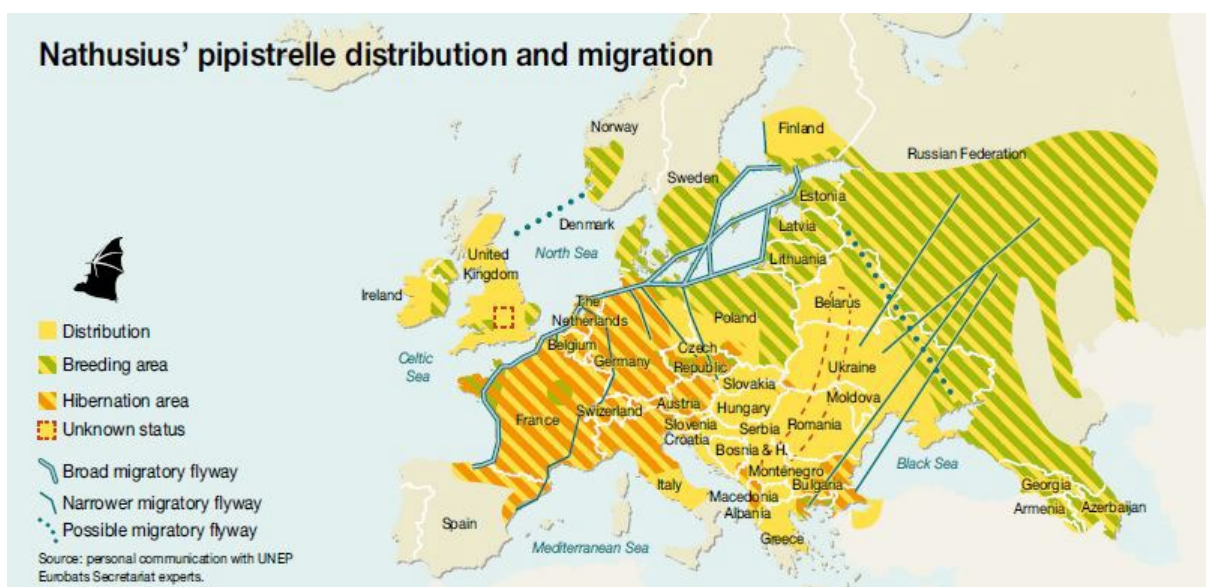 Nathusius' pipistrelle distribution and migration
Norway
Finland
Russian Federation
Sweden
Estonia
Denmark
Latvia
North Sea
United
Kingdom
Lithuania
Ireland
The
Netherlands
Belarus
Poland
Distribution
Belgium
Germany
Czech
Republic
Celtic
Sea
Breeding area
Ukraine
Slovakia
Hibernation area
France
Swizerland
Austria
Hungary
Moldova
Unknown status
Slovenia
Croatia
Serbia
Romania
Bosnia & H.
Broad migratory flyway
Montenegro
Black Sea
Narrower migratory flyway
Italy
Bulgaria
Georgia
Macedonia
Armenia
Azerbaijan
Possible migratory flyway
Spain
Albania
Greece
Mediterranean Sea
Source: personal communication with UNEP
Eurobats Secretariat experts.